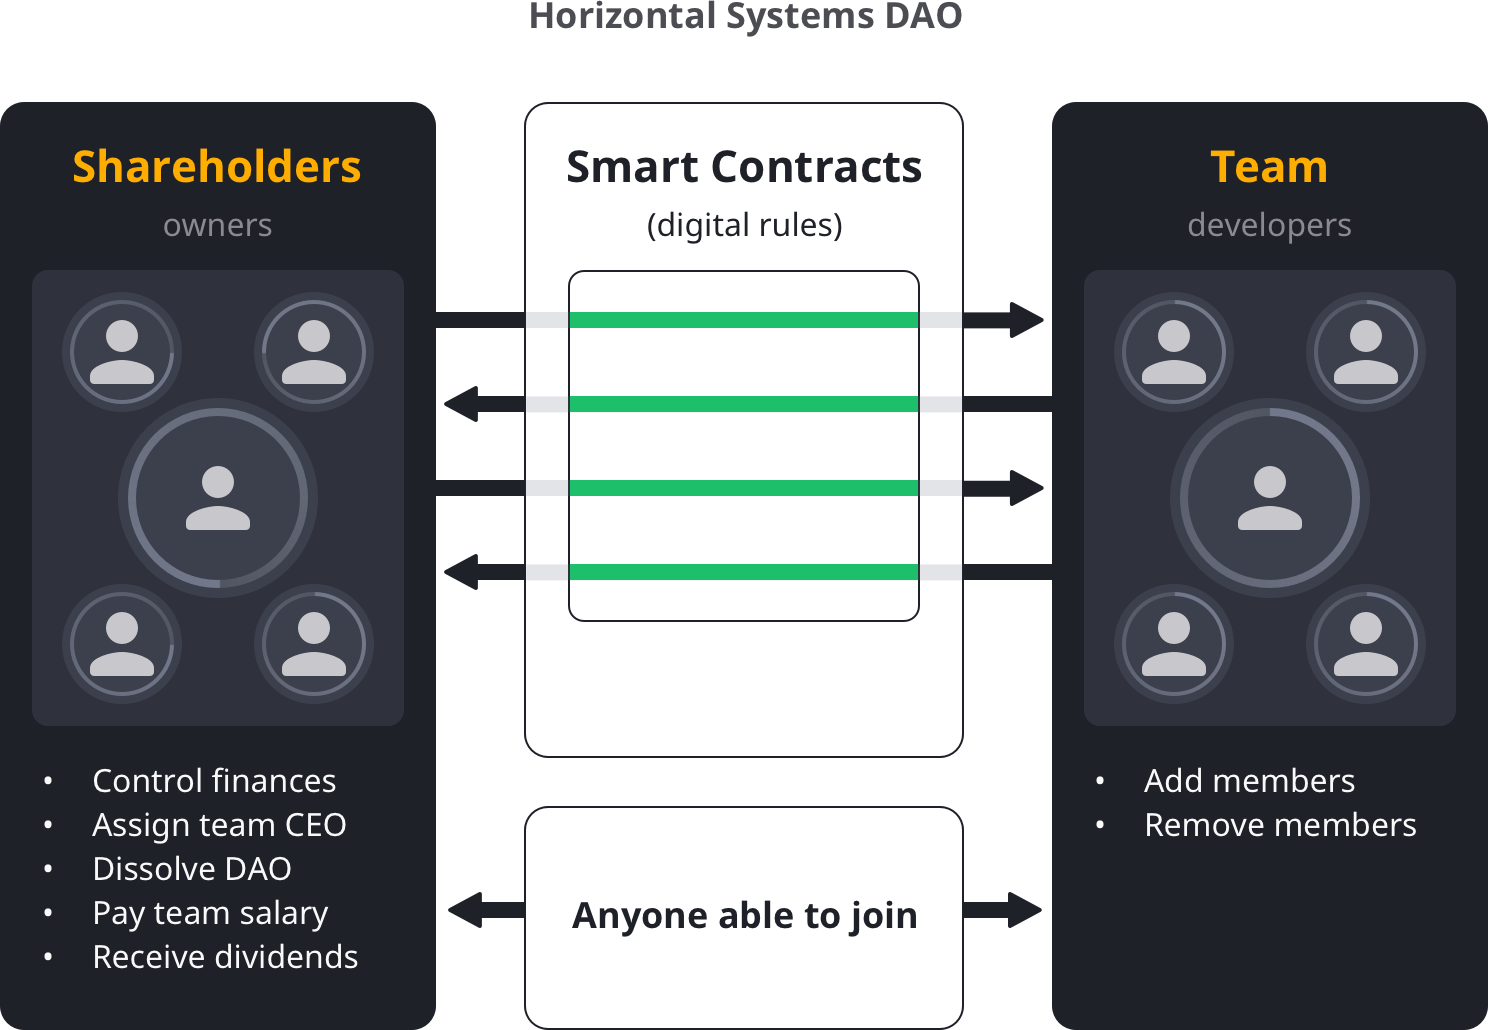 Horizontal Systems DAO
Shareholders
owners
• Control finances
• Assign team CEO
• Dissolve DAO
• Pay team salary
• Receive dividends
Smart Contracts
(digital rules)
Anyone able to join
Team
developers
• Add members
• Remove members